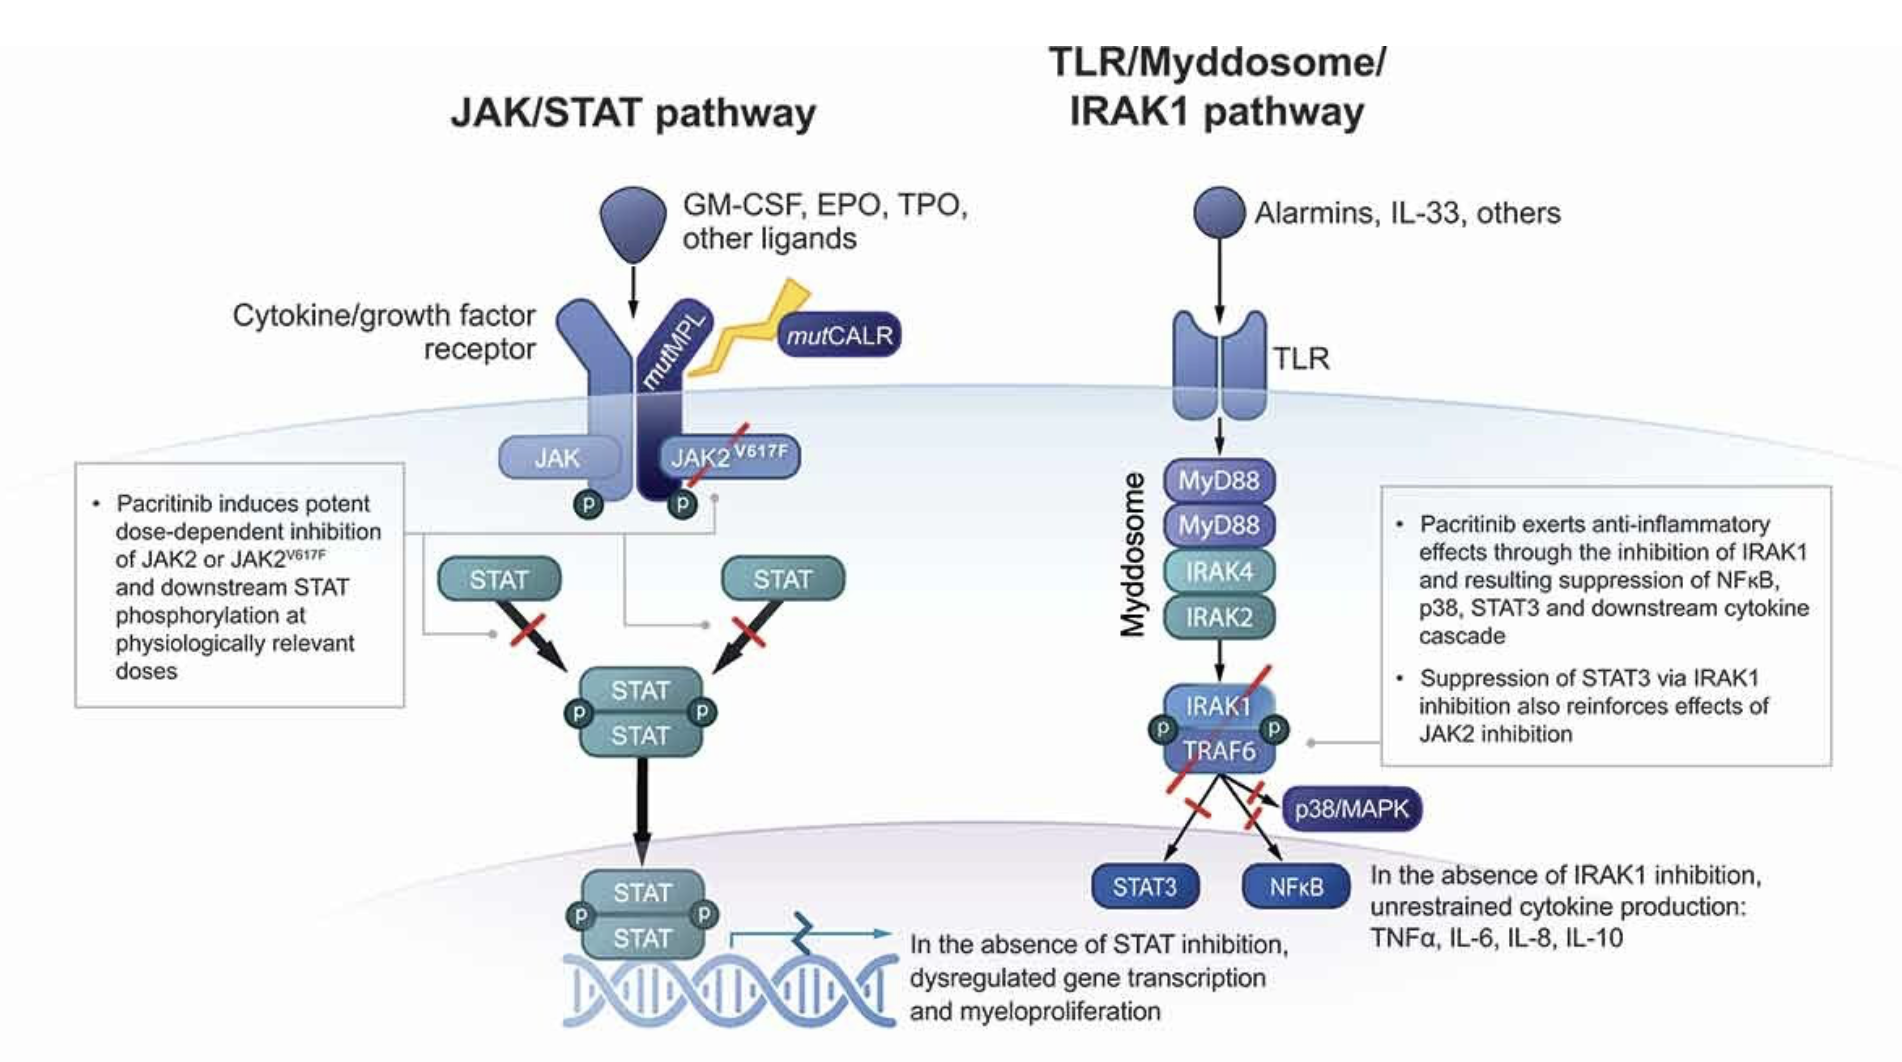 JAK/STAT pathway
GM-CSF, EPO, TPO,
other ligands
Cytokine/growth factor
receptor
mutMPL
mutCALR
JAK
JAK2 V617F
p
p
• Pacritinib induces potent
dose-dependent inhibition
of JAK2 or JAK2V617F
and downstream STAT
phosphorylation at
physiologically relevant
doses
STAT
STAT
STAT
p
p
STAT
STAT
p
p
STAT
In the absence of STAT inhibition,
dysregulated gene transcription
and myeloproliferation
TLR/Myddosome/
IRAK1 pathway
Alarmins, IL-33, others
TLR
Myddosome
MyD88
MyD88
IRAK4
IRAK2
IRAK1
p
p
TRAF6
p38/MAPK
STAT3
NFκB
• Pacritinib exerts anti-inflammatory
effects through the inhibition of IRAK1
and resulting suppression of NFκB,
p38, STAT3 and downstream cytokine
cascade
• Suppression of STAT3 via IRAK1
inhibition also reinforces effects of
JAK2 inhibition
In the absence of IRAK1 inhibition,
unrestrained cytokine production:
TNFα, IL-6, IL-8, IL-10